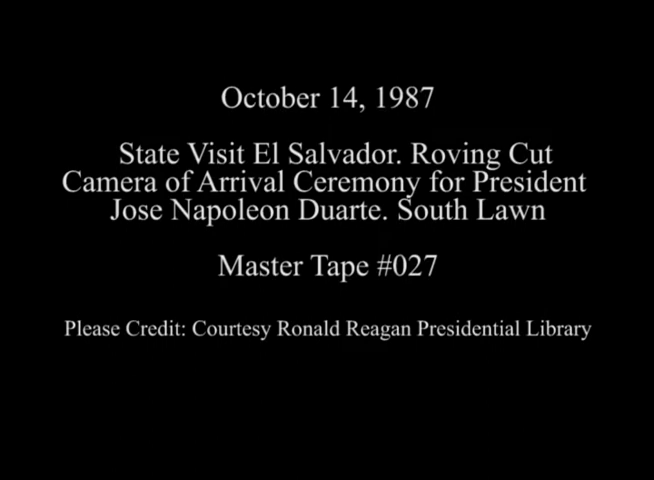 October 14, 1987
State Visit El Salvador. Roving Cut
Camera of Arrival Ceremony for President
Jose Napoleon Duarte. South Lawn
Master Tape #027
Please Credit: Courtesy Ronald Reagan Presidential Library